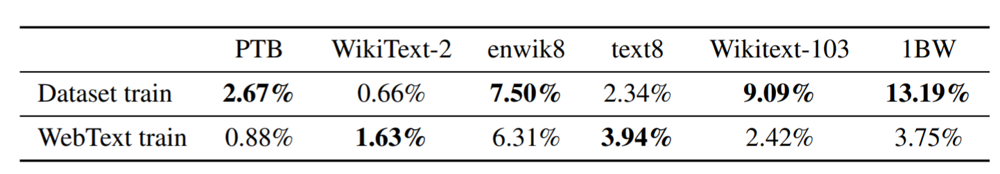 PTB WikiText-2 enwik8 text8 Wikitext-103 1BW
Dataset train 2.67% 0.66% 7.50% 2.34% 9.09% 13.19%
WebText train 0.88% 1.63% 6.31% 3.94% 2.42% 3.75%